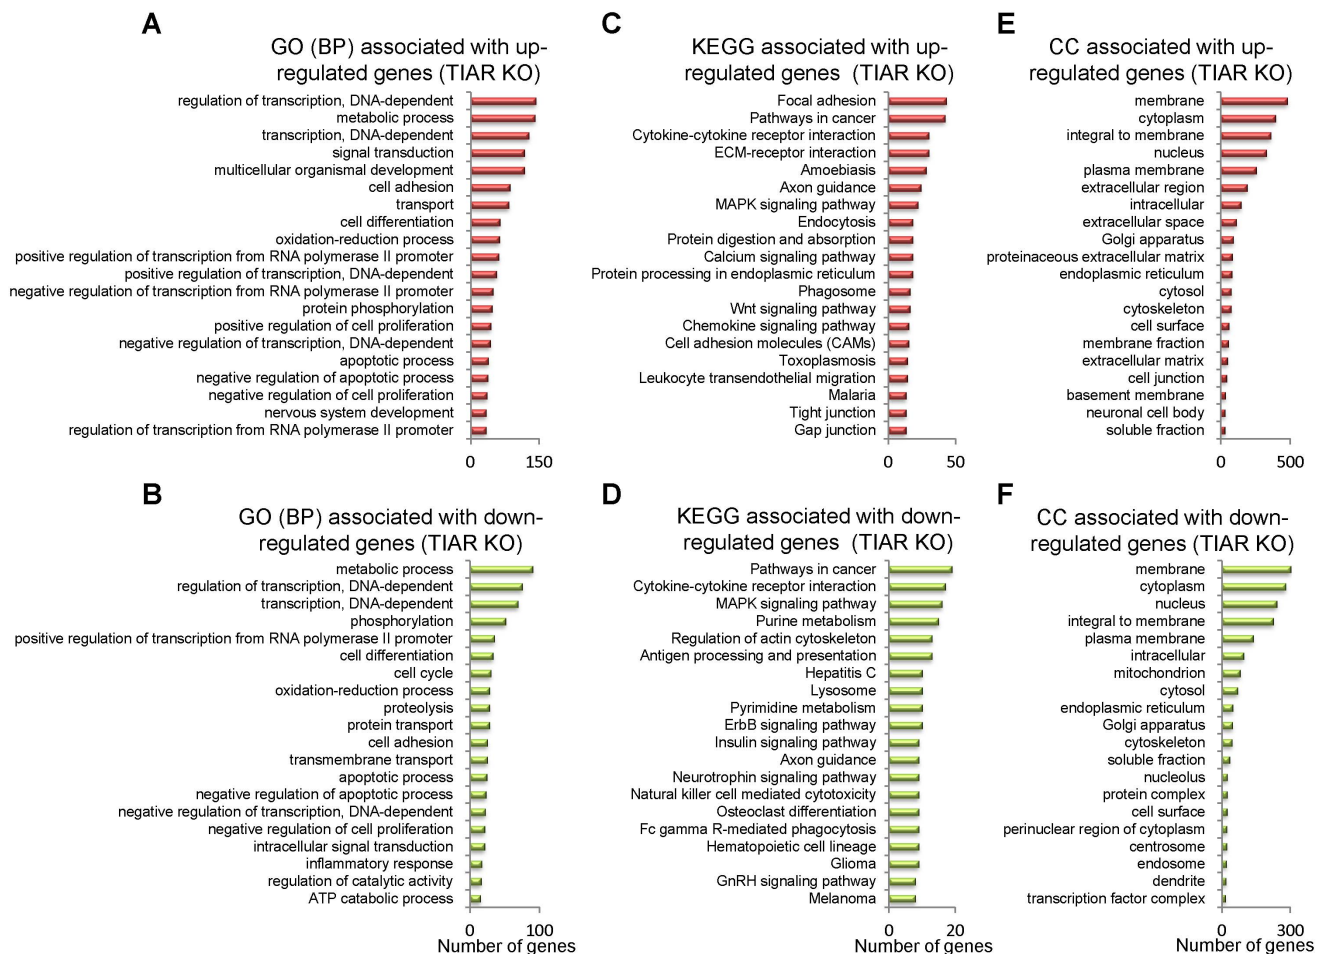 A
GO (BP) associated with up-
regulated genes (TIAR KO)
regulation of transcription, DNA-dependent
metabolic process
transcription, DNA-dependent
signal transduction
multicellular organismal development
cell adhesion
transport
cell differentiation
oxidation-reduction process
positive regulation of transcription from RNA polymerase II promoter
positive regulation of transcription, DNA-dependent
negative regulation of transcription from RNA polymerase II promoter
protein phosphorylation
positive regulation of cell proliferation
negative regulation of transcription, DNA-dependent
apoptotic process
negative regulation of apoptotic process
negative regulation of cell proliferation
nervous system development
regulation of transcription from RNA polymerase II promoter
0 150
C
KEGG associated with up-
regulated genes (TIAR KO)
Focal adhesion
Pathways in cancer
Cytokine-cytokine receptor interaction
ECM-receptor interaction
Amoebiasis
Axon guidance
MAPK signaling pathway
Endocytosis
Protein digestion and absorption
Calcium signaling pathway
Protein processing in endoplasmic reticulum
Phagosome
Wnt signaling pathway
Chemokine signaling pathway
Cell adhesion molecules (CAMs)
Toxoplasmosis
Leukocyte transendothelial migration
Malaria
Tight junction
Gap junction
0 50
E
CC associated with up-
regulated genes (TIAR KO)
membrane
cytoplasm
integral to membrane
nucleus
plasma membrane
extracellular region
intracellular
extracellular space
Golgi apparatus
proteinaceous extracellular matrix
endoplasmic reticulum
cytosol
cytoskeleton
cell surface
membrane fraction
extracellular matrix
cell junction
basement membrane
neuronal cell body
soluble fraction
0 500
B
GO (BP) associated with down-
regulated genes (TIAR KO)
metabolic process
regulation of transcription, DNA-dependent
transcription, DNA-dependent
phosphorylation
positive regulation of transcription from RNA polymerase II promoter
cell differentiation
cell cycle
oxidation-reduction process
proteolysis
protein transport
cell adhesion
transmembrane transport
apoptotic process
negative regulation of apoptotic process
negative regulation of transcription, DNA-dependent
negative regulation of cell proliferation
intracellular signal transduction
inflammatory response
regulation of catalytic activity
ATP catabolic process
0 100
Number of genes
D
KEGG associated with down-
regulated genes (TIAR KO)
Pathways in cancer
Cytokine-cytokine receptor interaction
MAPK signaling pathway
Purine metabolism
Regulation of actin cytoskeleton
Antigen processing and presentation
Hepatitis C
Lysosome
Pyrimidine metabolism
ErbB signaling pathway
Insulin signaling pathway
Axon guidance
Neurotrophin signaling pathway
Natural killer cell mediated cytotoxicity
Osteoclast differentiation
Fc gamma R-mediated phagocytosis
Hematopoietic cell lineage
Glioma
GnRH signaling pathway
Melanoma
0 20
Number of genes
F
CC associated with down-
regulated genes (TIAR KO)
membrane
cytoplasm
nucleus
integral to membrane
plasma membrane
intracellular
mitochondrion
cytosol
endoplasmic reticulum
Golgi apparatus
cytoskeleton
soluble fraction
nucleolus
protein complex
cell surface
perinuclear region of cytoplasm
centrosome
endosome
dendrite
transcription factor complex
0 300
Number of genes